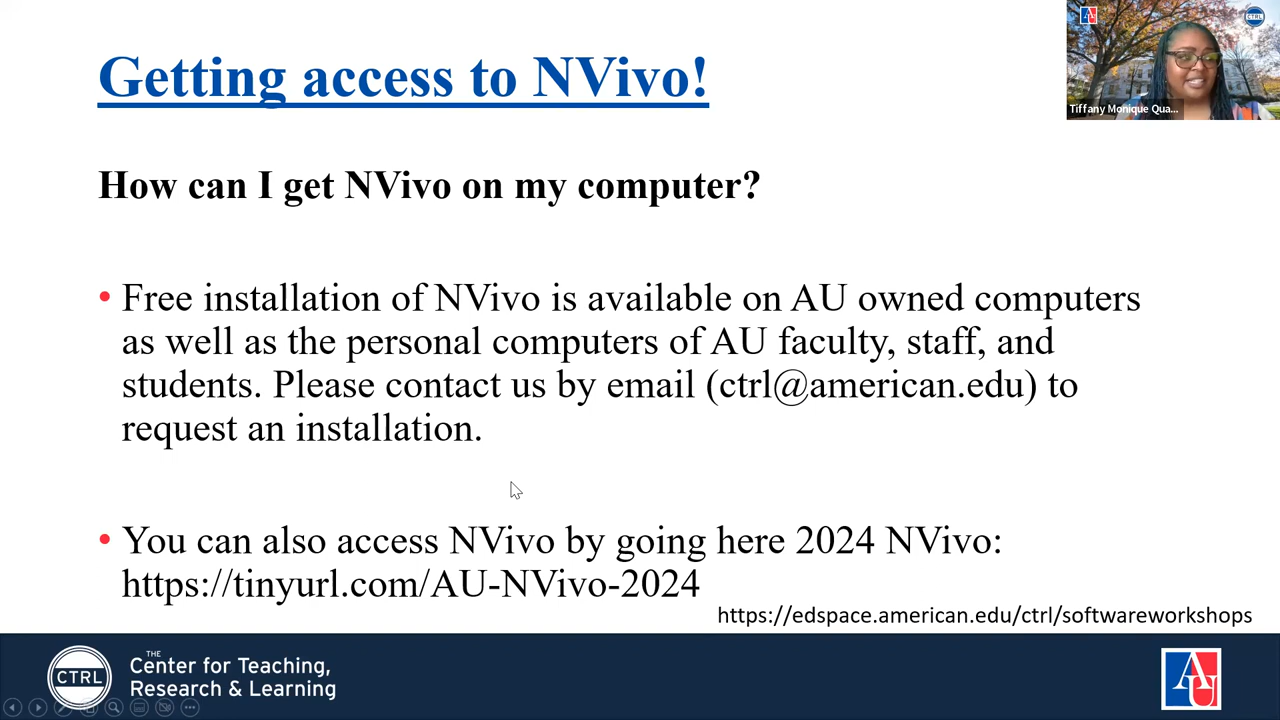 Getting access to NVivo!
CTRL
Tiffany Monique Qua...
How can I get NVivo on my computer?
• Free installation of NVivo is available on AU owned computers
as well as the personal computers of AU faculty, staff, and
students. Please contact us by email (ctrl@american.edu) to
request an installation.
• You can also access NVivo by going here 2024 NVivo:
https://tinyurl.com/AU-NVivo-2024
https://edspace.american.edu/ctrl/softwareworkshops
CTRL
THE
Center for Teaching,
Research & Learning
AU